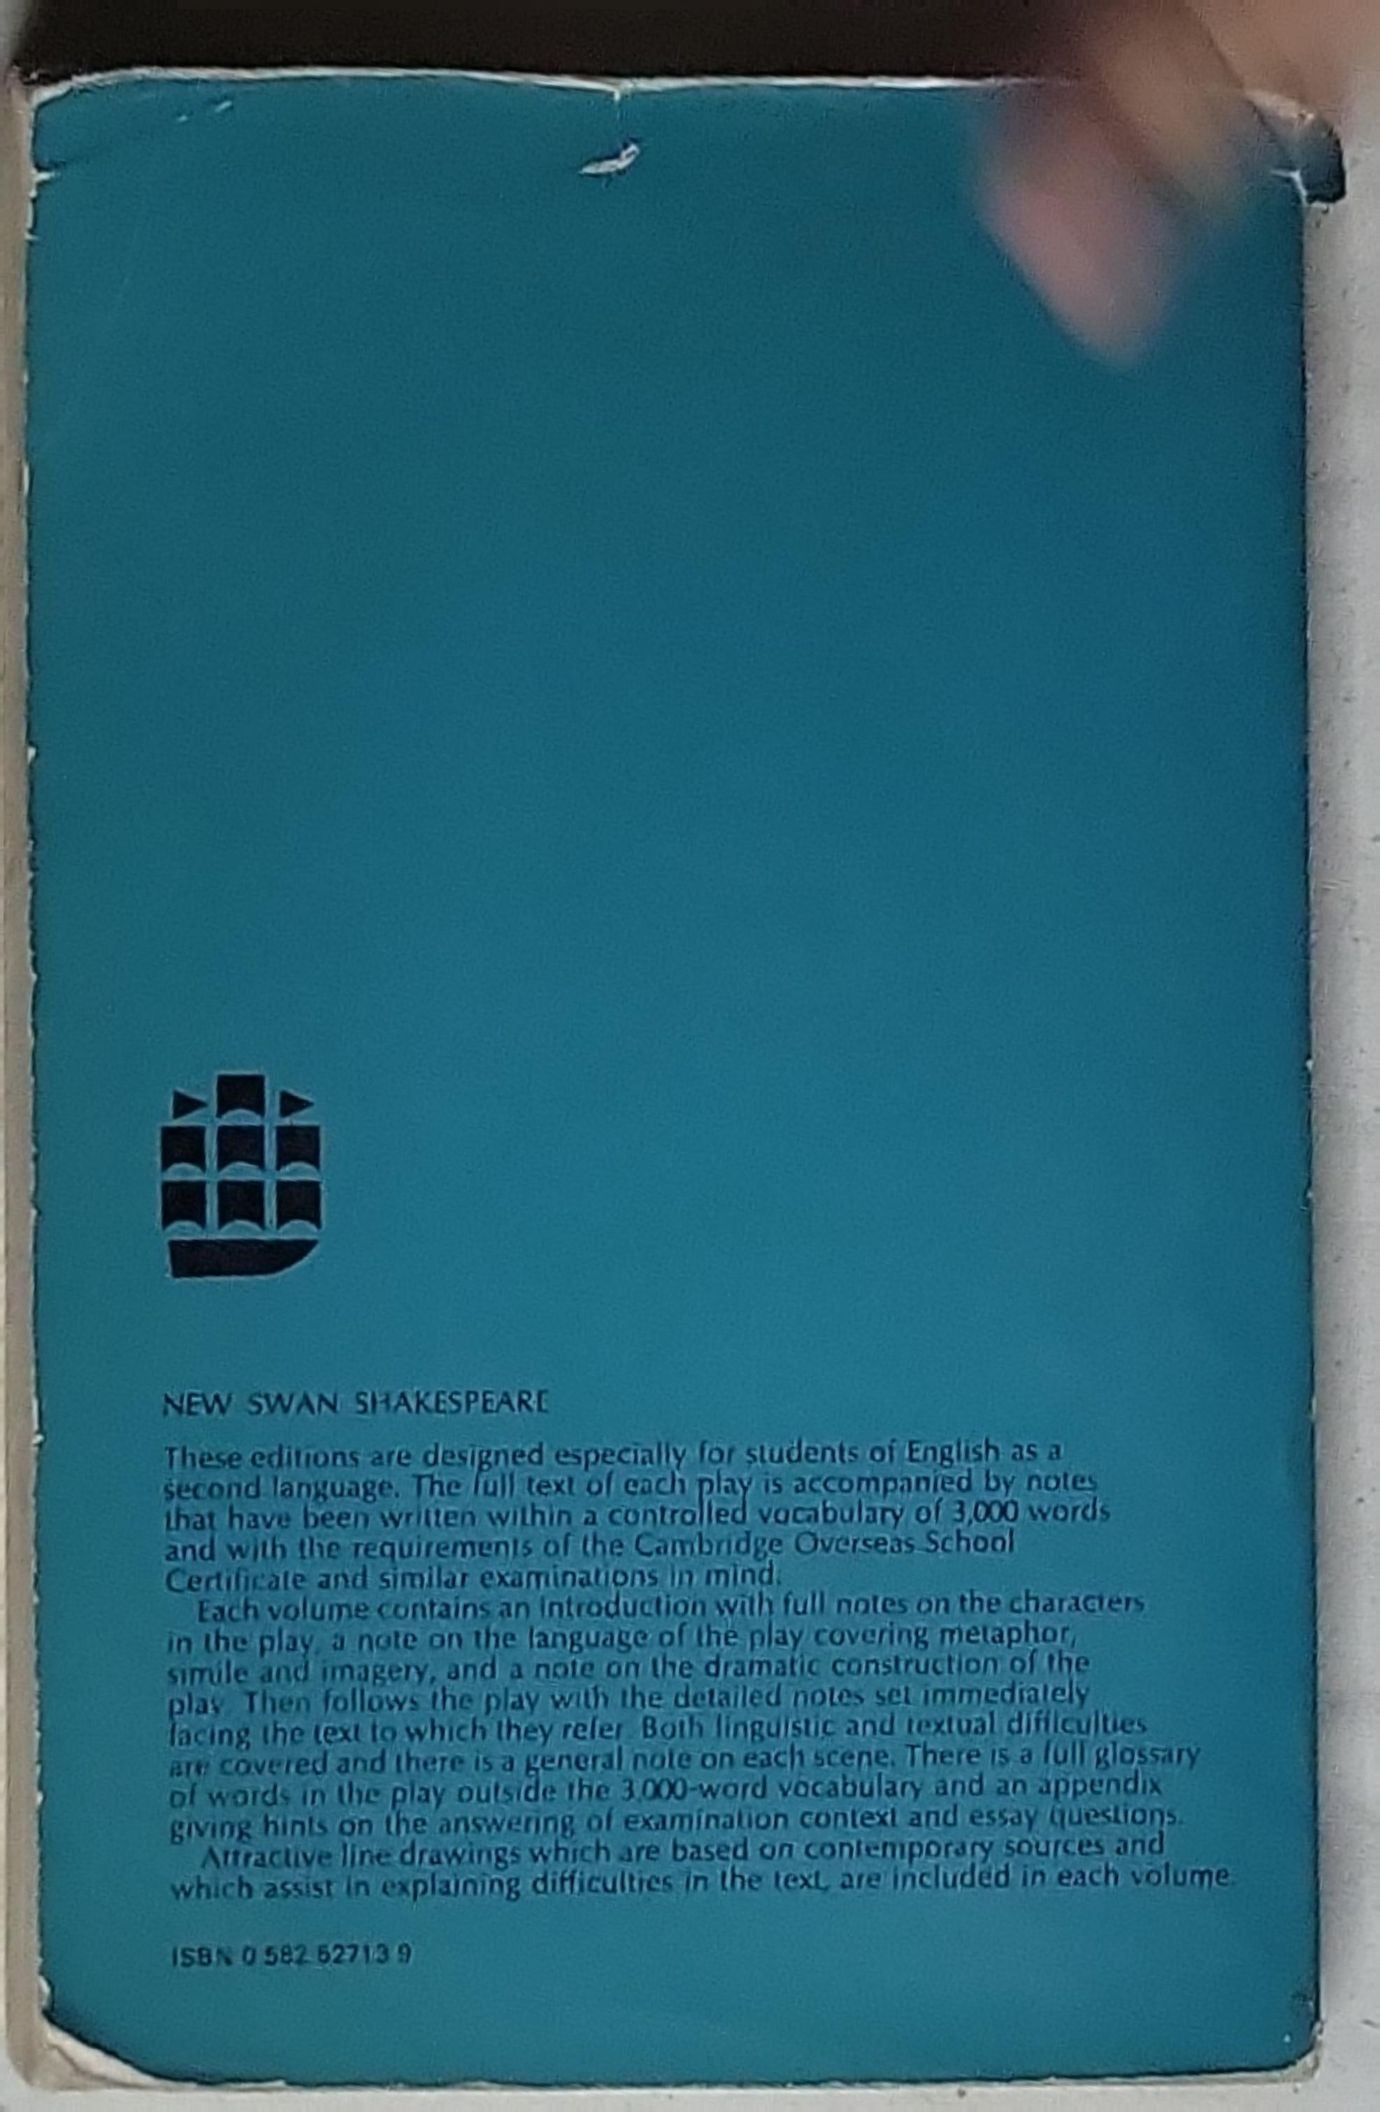 NEW SWAN SHAKESPEARE
These editions are designed especially for students of English as a
second language. The full text of each play is accompanied by notes
that have been written within a controlled vocabulary of 3,000 words
and with the requirements of the Cambridge Overseas School
Certificate and similar examinations in mind.
Each volume contains an introduction with full notes on the characters
in the play, a note on the language of the play covering metaphor,
simile and imagery, and a note on the dramatic construction of the
play. Then follows the play with the detailed notes set immediately
facing the text to which they refer. Both linguistic and textual difficulties
are covered and there is a general note on each scene. There is a full glossary
of words in the play outside the 3,000-word vocabulary and an appendix
giving hints on the answering of examination context and essay questions.
Attractive line drawings which are based on contemporary sources and
which assist in explaining difficulties in the text, are included in each volume.
ISBN 0 582 52713 9